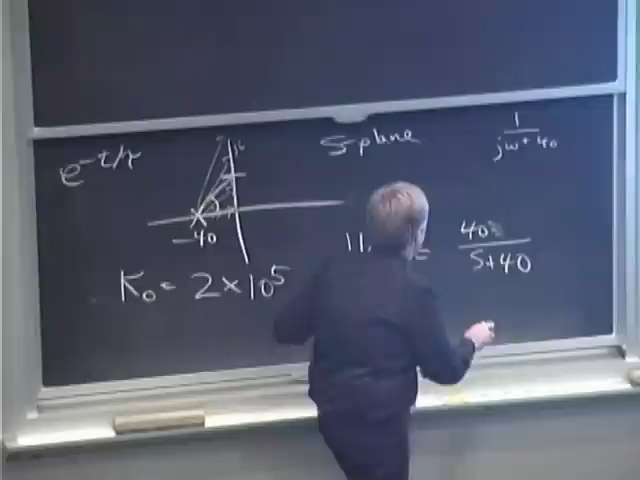 e^{-t/τ}
S-plane
1
jω + 40
-40
40
S+40
K₀ = 2 × 10⁵